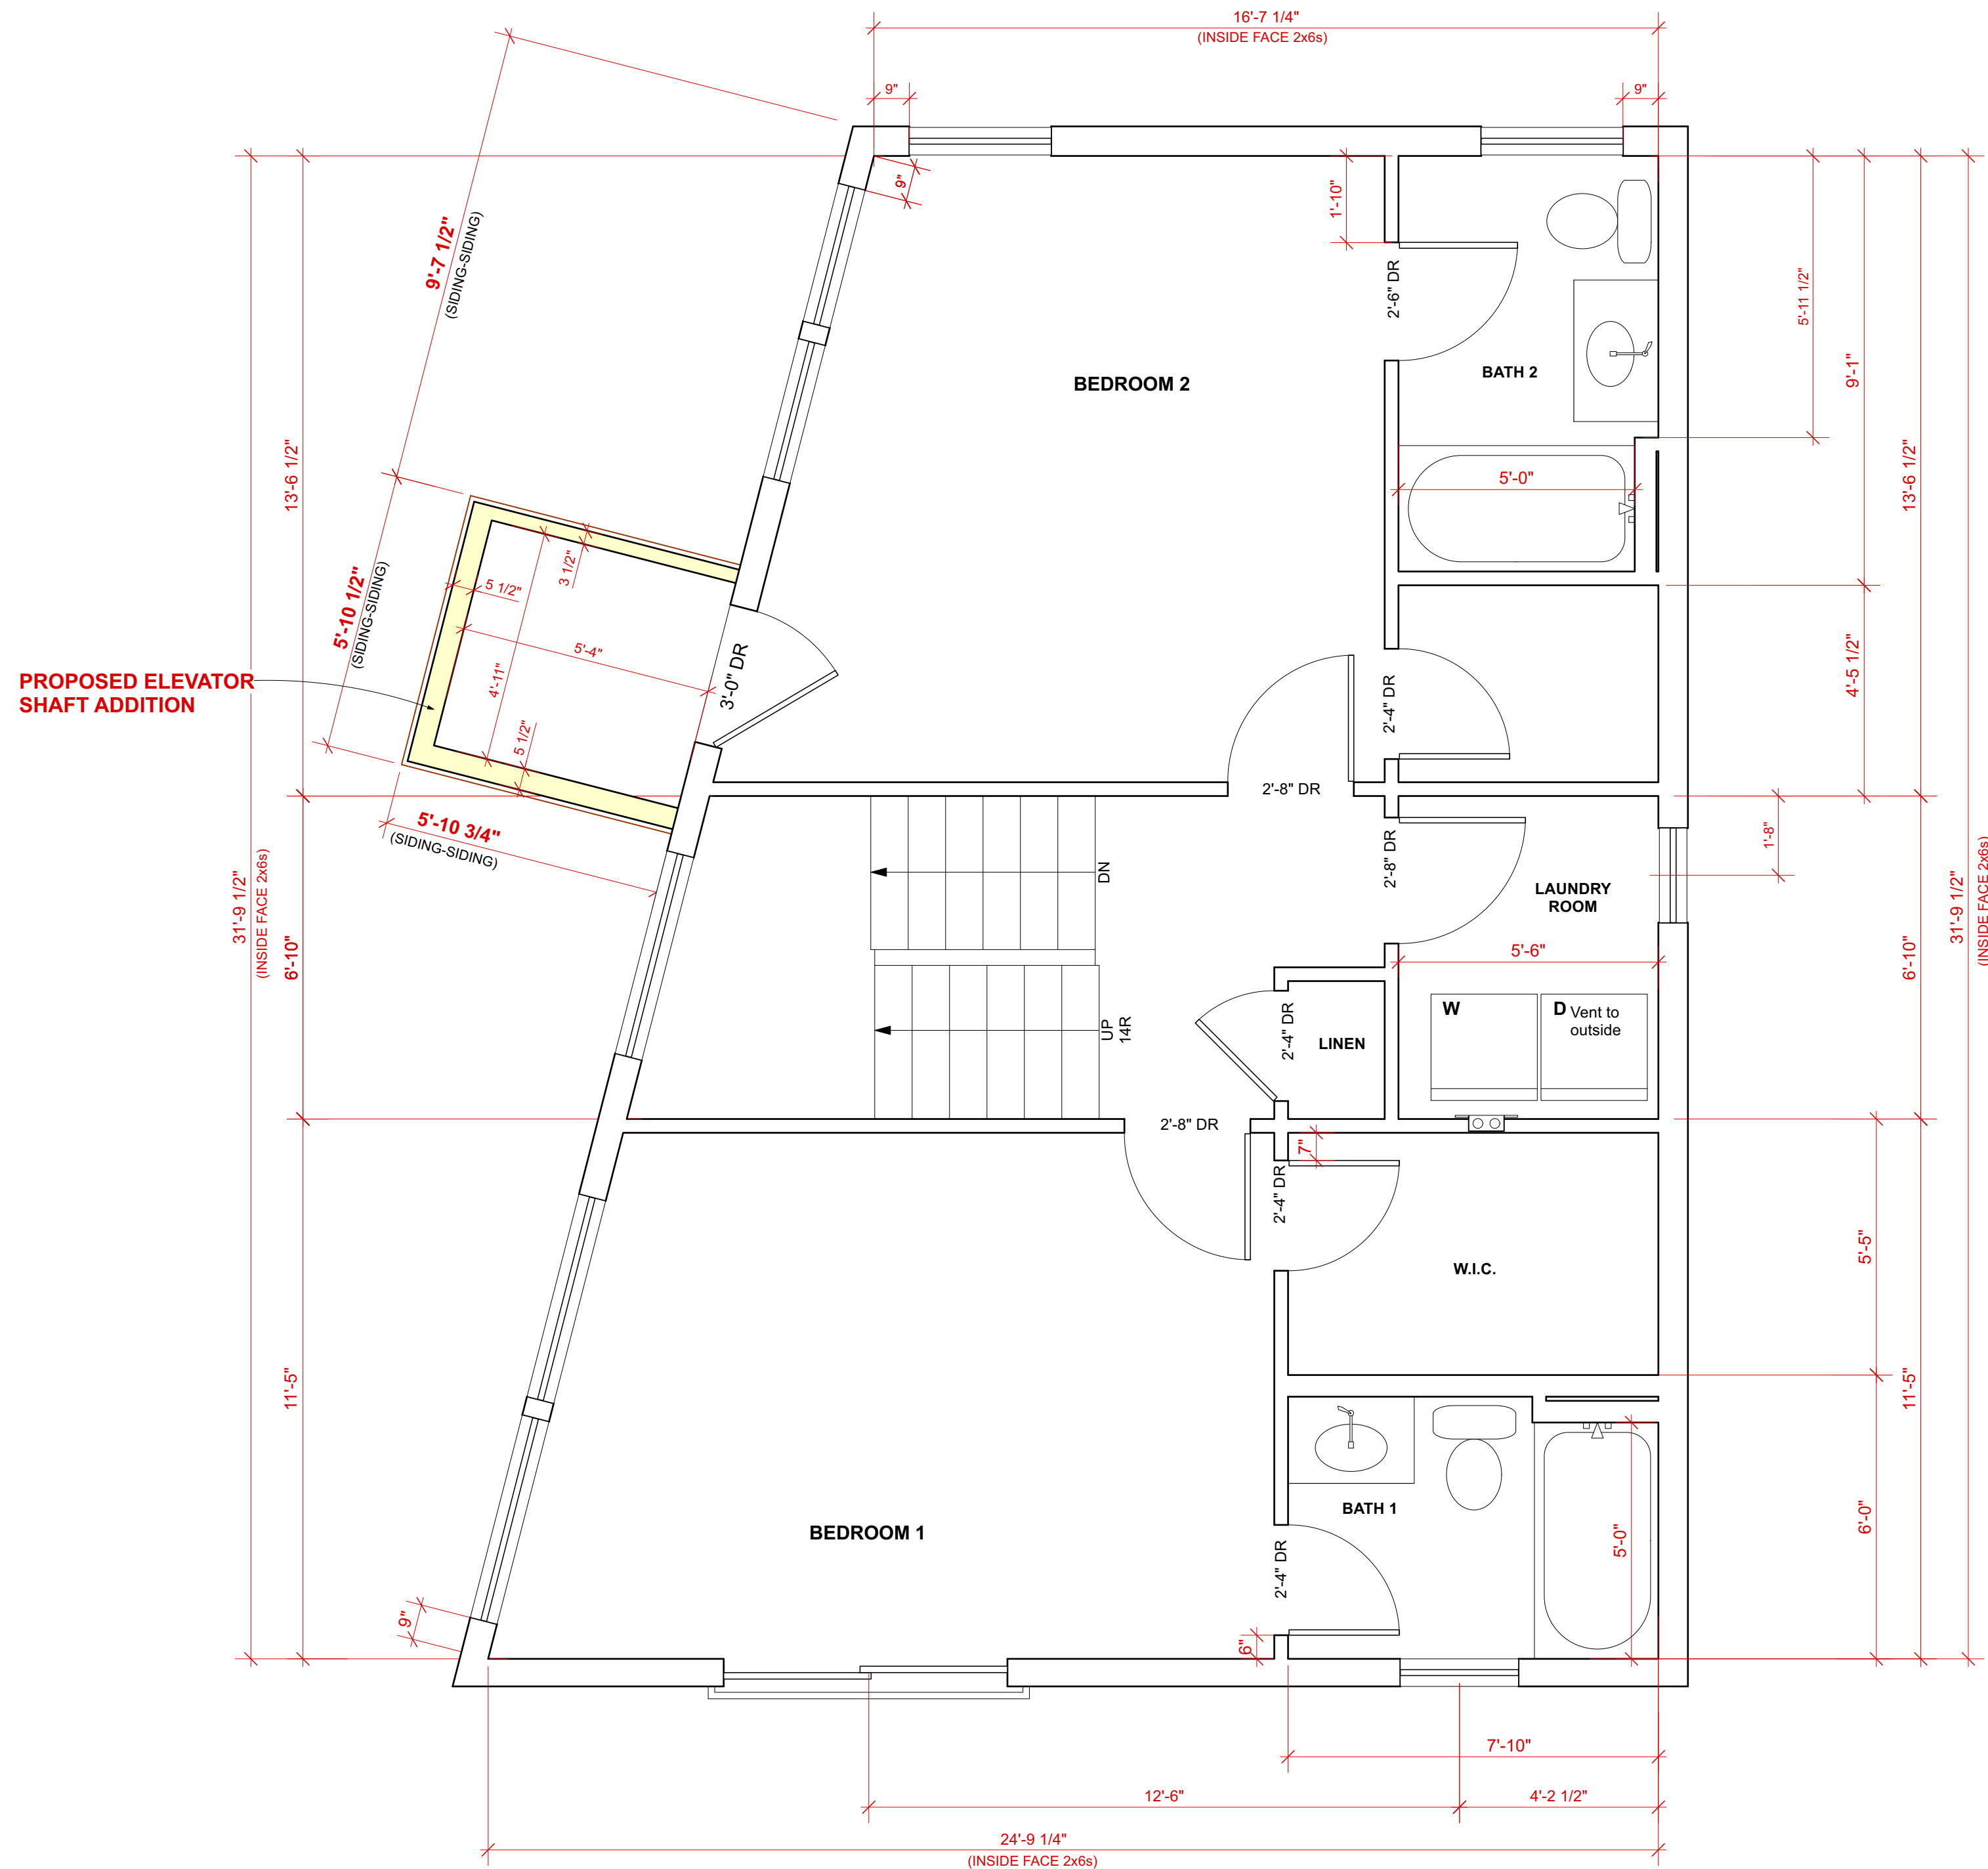 16'-7 1/4"
(INSIDE FACE 2x6s)
9"
9"
9"
1'-10"
9'-7 1/2"
(SIDING-SIDING)
2'-6" DR
5'-11 1/2"
BEDROOM 2
BATH 2
9'-1"
13'-6 1/2"
13'-6 1/2"
5'-0"
3 1/2"
5 1/2"
5'-10 1/2"
(SIDING-SIDING)
5'-4"
4'-11"
3'-0" DR
PROPOSED ELEVATOR
SHAFT ADDITION
5 1/2"
2'-4" DR
4'-5 1/2"
2'-8" DR
5'-10 3/4"
(SIDING-SIDING)
1'-8"
DN
2'-8" DR
LAUNDRY
ROOM
31'-9 1/2"
(INSIDE FACE 2x6s)
6'-10"
5'-6"
6'-10"
31'-9 1/2"
(INSIDE FACE 2x6s)
W
D Vent to
outside
UP
14R
2'-4" DR
LINEN
2'-8" DR
7"
2'-4" DR
5'-5"
W.I.C.
11'-5"
11'-5"
BATH 1
BEDROOM 1
6'-0"
5'-0"
2'-4" DR
9"
6"
7'-10"
12'-6"
4'-2 1/2"
24'-9 1/4"
(INSIDE FACE 2x6s)